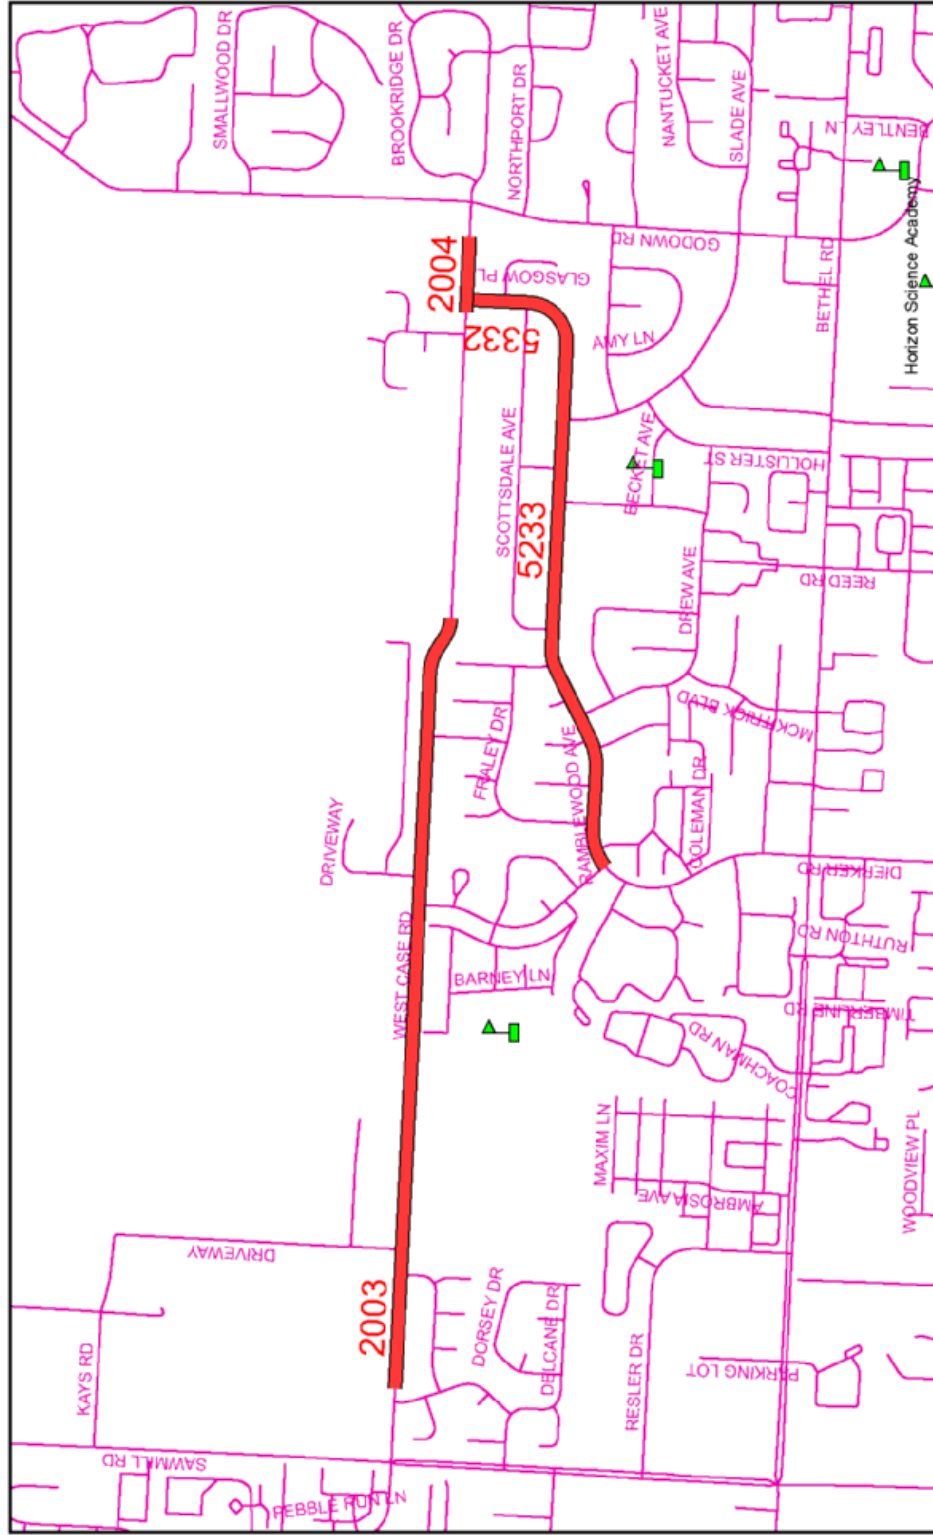 SMALLWOOD DR
BROOKRIDGE DR
NORTHPORT DR
NANTUCKET AVE
SLADE AVE
BENTLEY LN
Horizon Science Academy
GODOWN RD
BETHEL RD
2004
GLASGOW PL
5332
AMY LN
SCOTTSDALE AVE
BECKET AVE
HOLLISTER ST
5233
DREW AVE
REED RD
FRALEY DR
MCKITRICK BLVD
RAMBLEWOOD AVE
COLEMAN DR
DRIVEWAY
DIERKER RD
WEST CASE RD
BARNEY LN
RUTHTON RD
TIMBERLINE RD
COACHMAN RD
MAXIM LN
AMBROSIA AVE
WOODVIEW PL
DRIVEWAY
2003
DORSEY DR
DELCANE DR
RESLER DR
PARKING LOT
KAYS RD
SAWMILL RD
PEBBLE RUN LN